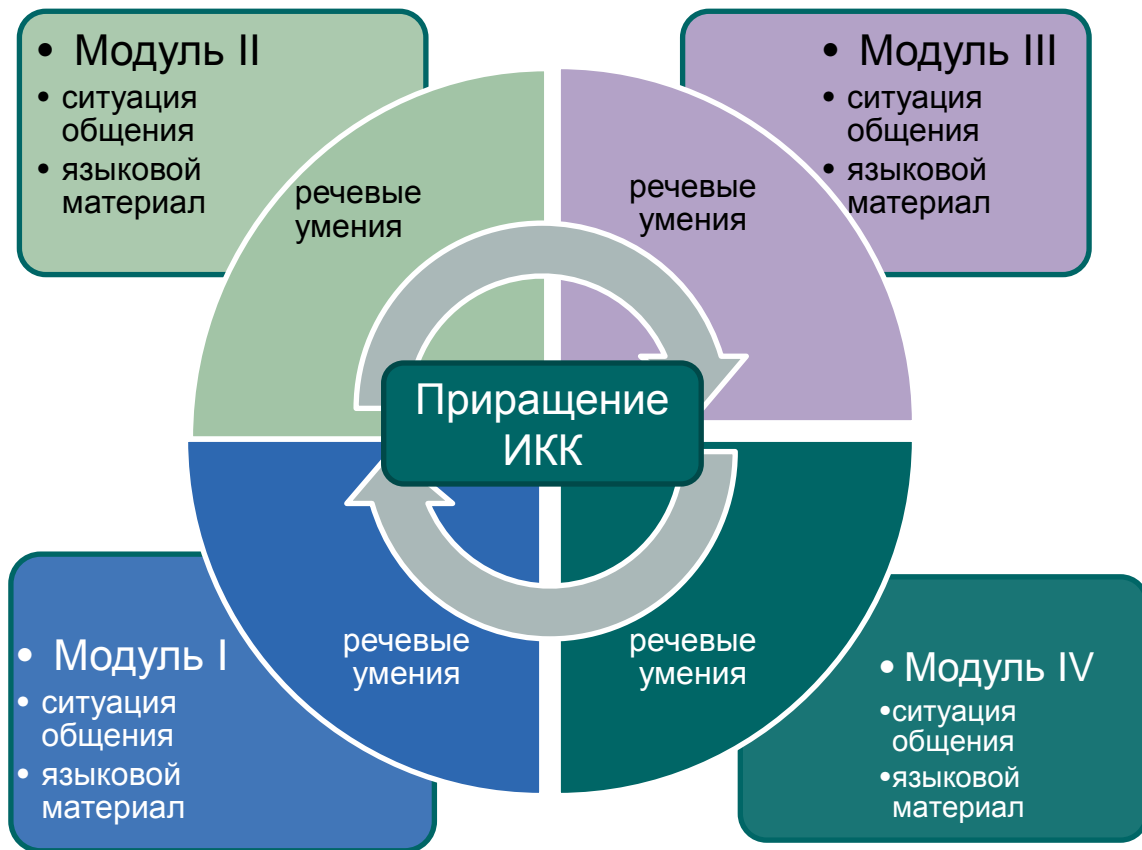 • Модуль II
• ситуация
общения
• языковой
материал
речевые
умения
• Модуль III
• ситуация
общения
• языковой
материал
речевые
умения
Приращение
ИКК
• Модуль I
• ситуация
общения
• языковой
материал
речевые
умения
речевые
умения
• Модуль IV
•ситуация
общения
•языковой
материал